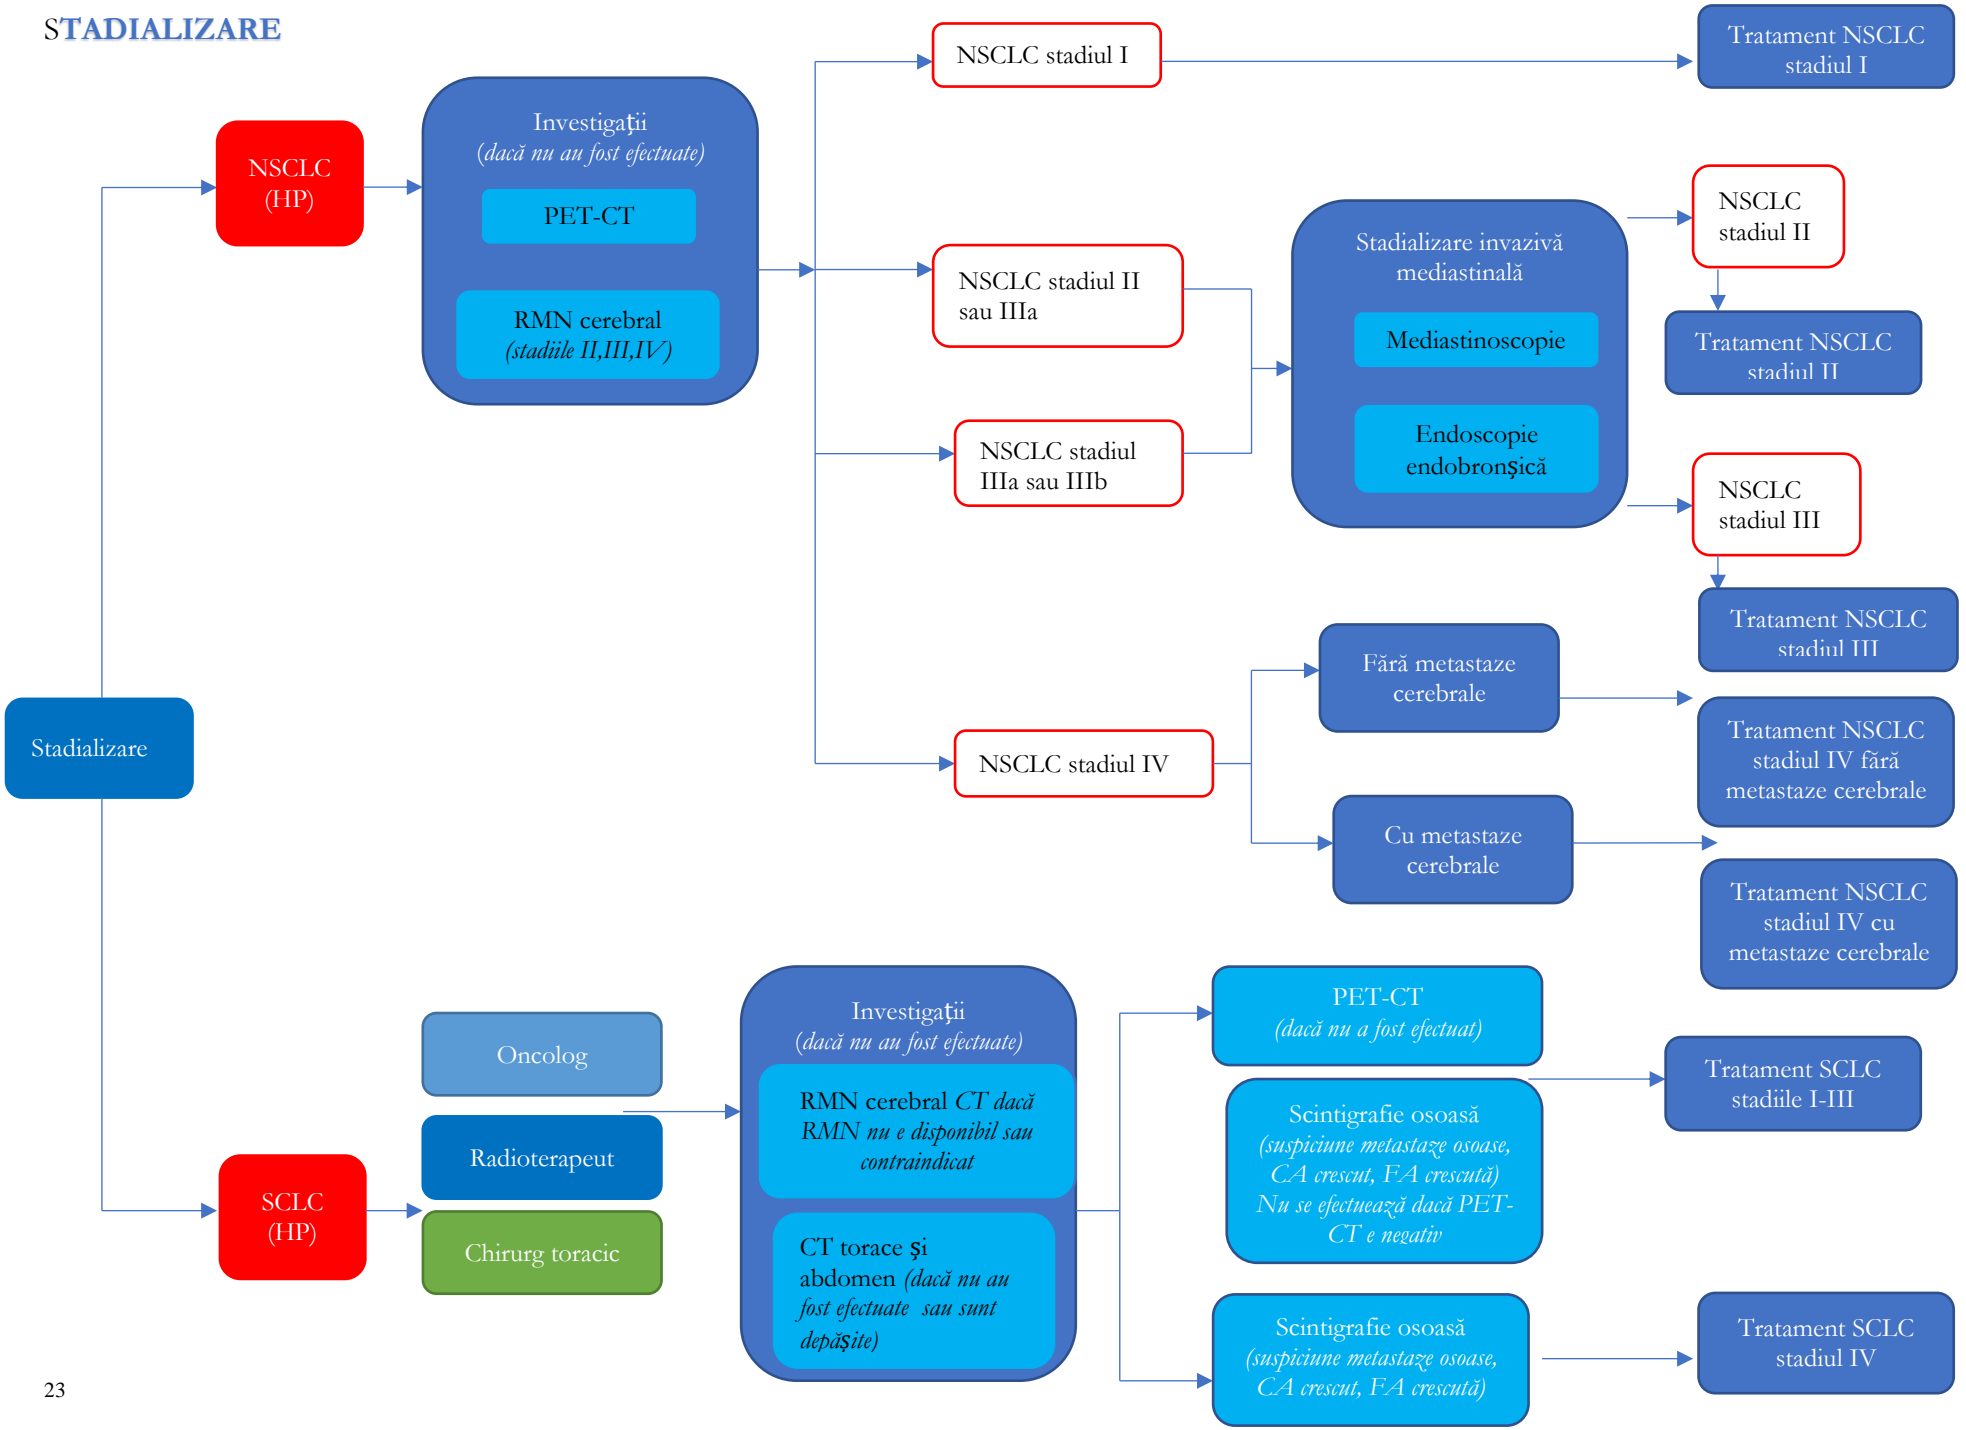 STADIALIZARE
Stadializare
NSCLC
(HP)
Investigaţii
(dacă nu au fost efectuate)
PET-CT
RMN cerebral
(stadiile II,III,IV)
NSCLC stadiul I
Tratament NSCLC
stadiul I
NSCLC stadiul II
sau IIIa
NSCLC stadiul
IIIa sau IIIb
Stadializare invazivă
mediastinală
Mediastinoscopie
Endoscopie
endobronşică
NSCLC
stadiul II
Tratament NSCLC
stadiul II
NSCLC
stadiul III
Tratament NSCLC
stadiul III
NSCLC stadiul IV
Fără metastaze
cerebrale
Tratament NSCLC
stadiul IV fără
metastaze cerebrale
Cu metastaze
cerebrale
Tratament NSCLC
stadiul IV cu
metastaze cerebrale
SCLC
(HP)
Oncolog
Radioterapeut
Chirurg toracic
Investigaţii
(dacă nu au fost efectuate)
RMN cerebral CT dacă
RMN nu e disponibil sau
contraindicat
CT torace şi
abdomen (dacă nu au
fost efectuate sau sunt
depăşite)
PET-CT
(dacă nu a fost efectuat)
Scintigrafie osoasă
(suspiciune metastaze osoase,
CA crescut, FA crescută)
Nu se efectuează dacă PET-
CT e negativ
Tratament SCLC
stadiile I-III
Scintigrafie osoasă
(suspiciune metastaze osoase,
CA crescut, FA crescută)
Tratament SCLC
stadiul IV
23